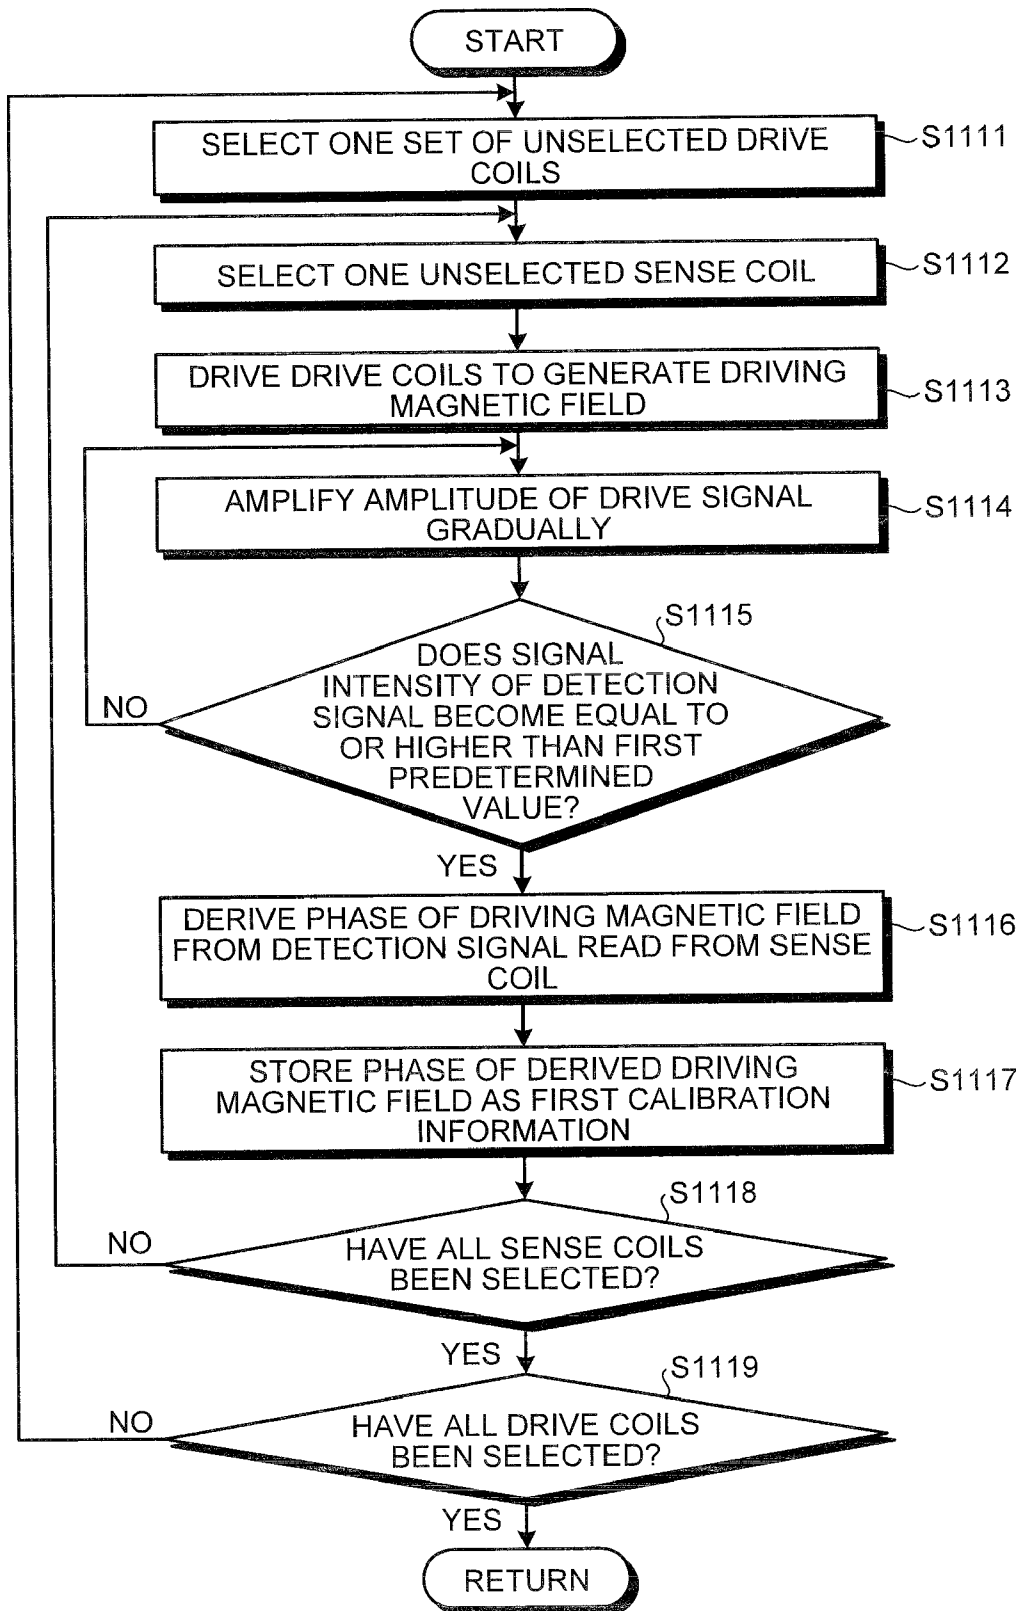 START
SELECT ONE SET OF UNSELECTED DRIVE
COILS
S1111
SELECT ONE UNSELECTED SENSE COIL
S1112
DRIVE DRIVE COILS TO GENERATE DRIVING
MAGNETIC FIELD
S1113
AMPLIFY AMPLITUDE OF DRIVE SIGNAL
GRADUALLY
S1114
S1115
DOES SIGNAL
INTENSITY OF DETECTION
SIGNAL BECOME EQUAL TO
OR HIGHER THAN FIRST
PREDETERMINED
VALUE?
NO
YES
DERIVE PHASE OF DRIVING MAGNETIC FIELD
FROM DETECTION SIGNAL READ FROM SENSE
COIL
S1116
STORE PHASE OF DERIVED DRIVING
MAGNETIC FIELD AS FIRST CALIBRATION
INFORMATION
S1117
S1118
HAVE ALL SENSE COILS
BEEN SELECTED?
NO
YES
S1119
HAVE ALL DRIVE COILS
BEEN SELECTED?
NO
YES
RETURN